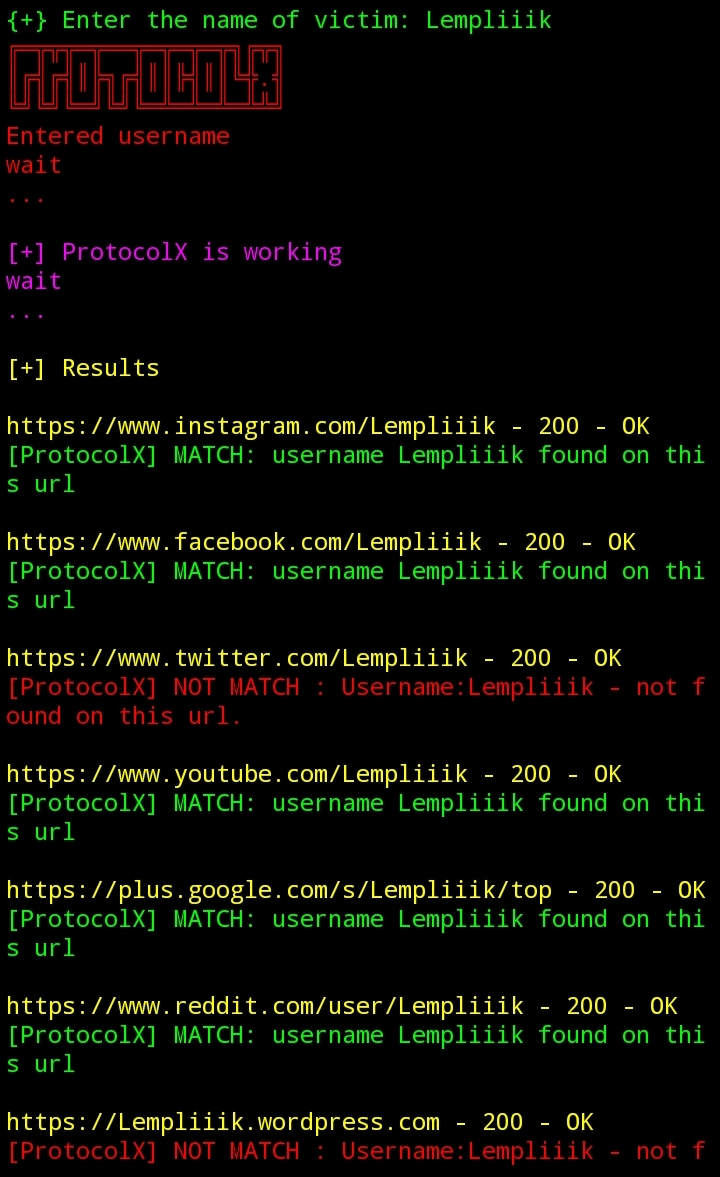 {+} Enter the name of victim: Lempliiik
PROTOCOLX
Entered username
wait
...
[+] ProtocolX is working
wait
...
[+] Results
https://www.instagram.com/Lempliiik - 200 - OK
[ProtocolX] MATCH: username Lempliiik found on thi
s url
https://www.facebook.com/Lempliiik - 200 - OK
[ProtocolX] MATCH: username Lempliiik found on thi
s url
https://www.twitter.com/Lempliiik - 200 - OK
[ProtocolX] NOT MATCH : Username:Lempliiik - not f
ound on this url.
https://www.youtube.com/Lempliiik - 200 - OK
[ProtocolX] MATCH: username Lempliiik found on thi
s url
https://plus.google.com/s/Lempliiik/top - 200 - OK
[ProtocolX] MATCH: username Lempliiik found on thi
s url
https://www.reddit.com/user/Lempliiik - 200 - OK
[ProtocolX] MATCH: username Lempliiik found on thi
s url
https://Lempliiik.wordpress.com - 200 - OK
[ProtocolX] NOT MATCH : Username:Lempliiik - not f